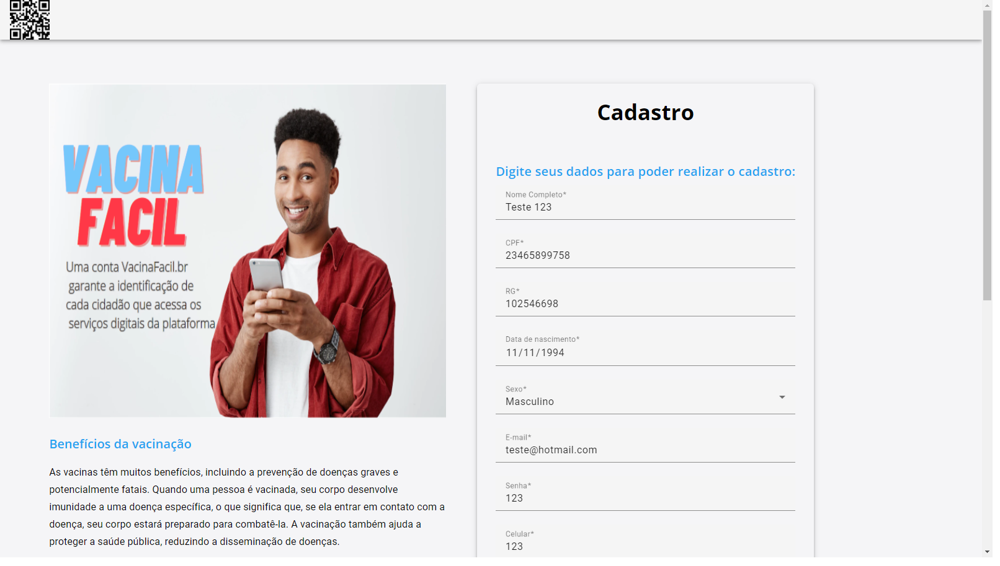 VACINA
FACIL
Uma conta VacinaFacil.br
garante a identificação de
cada cidadão que acessa os
serviços digitais da plataforma
Benefícios da vacinação
As vacinas têm muitos benefícios, incluindo a prevenção de doenças graves e
potencialmente fatais. Quando uma pessoa é vacinada, seu corpo desenvolve
imunidade a uma doença específica, o que significa que, se ela entrar em contato com a
doença, seu corpo estará preparado para combatê-la. A vacinação também ajuda a
proteger a saúde pública, reduzindo a disseminação de doenças.
Cadastro
Digite seus dados para poder realizar o cadastro:
Nome Completo*
Teste 123
CPF*
23465899758
RG*
102546698
Data de nascimento*
11/11/1994
Sexo*
Masculino
E-mail*
teste@hotmail.com
Senha*
123
Celular*
123